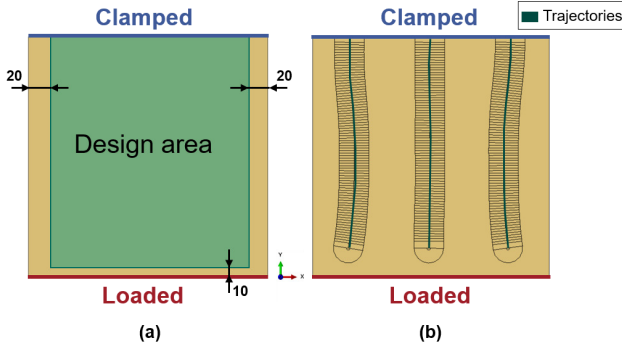 Clamped
20
20
Design area
10
Loaded
(a)
Y
X
Trajectories
Clamped
Loaded
(b)